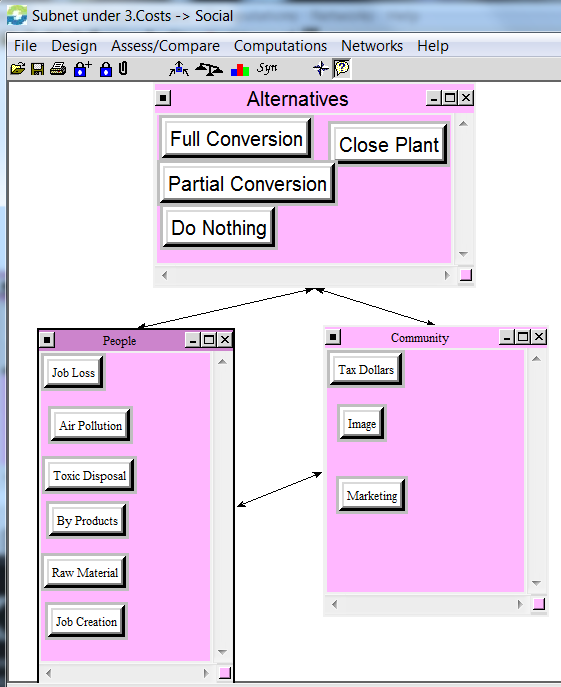 Subnet under 3.Costs -> Social
File Design Assess/Compare Computations Networks Help
Syn
Alternatives
Full Conversion
Close Plant
Partial Conversion
Do Nothing
People
Job Loss
Air Pollution
Toxic Disposal
By Products
Raw Material
Job Creation
Community
Tax Dollars
Image
Marketing